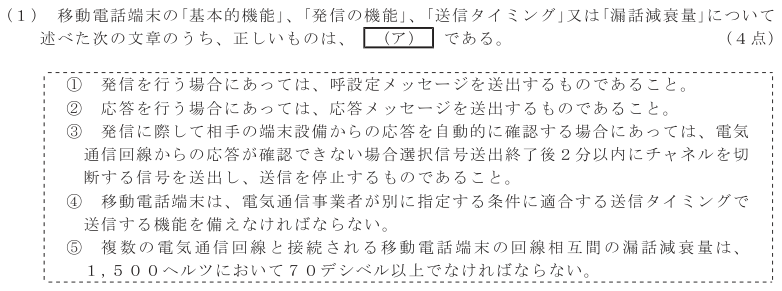 (１) 移動電話端末の「基本的機能」、「発信の機能」、「送信タイミング」又は「漏話減衰量」について
述べた次の文章のうち、正しいものは、 (ア) である。 (４点)
① 発信を行う場合にあっては、呼設定メッセージを送出するものであること。
② 応答を行う場合にあっては、応答メッセージを送出するものであること。
③ 発信に際して相手の端末設備からの応答を自動的に確認する場合にあっては、電気
通信回線からの応答が確認できない場合選択信号送出終了後２分以内にチャネルを切
断する信号を送出し、送信を停止するものであること。
④ 移動電話端末は、電気通信事業者が別に指定する条件に適合する送信タイミングで
送信する機能を備えなければならない。
⑤ 複数の電気通信回線と接続される移動電話端末の回線相互間の漏話減衰量は、
１,５００ヘルツにおいて７０デシベル以上でなければならない。